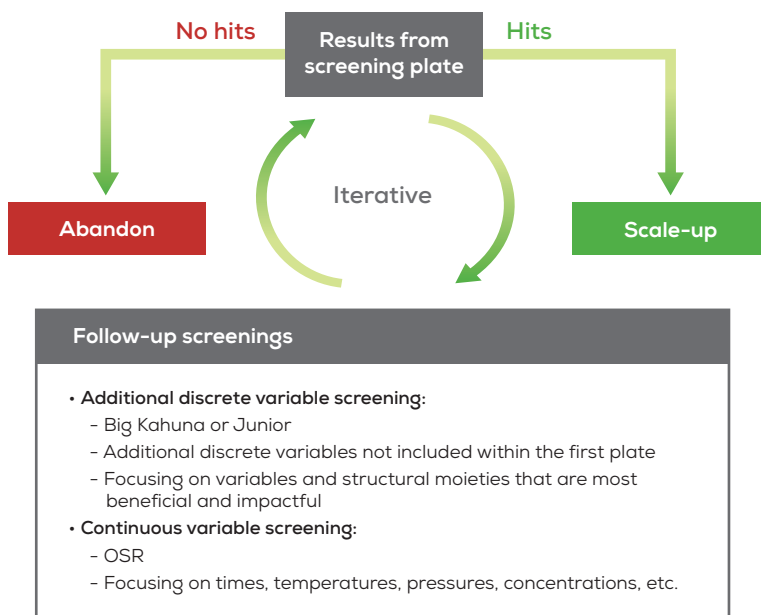 No hits
Results from
screening plate
Hits
Iterative
Abandon
Scale-up
Follow-up screenings
• Additional discrete variable screening:
- Big Kahuna or Junior
- Additional discrete variables not included within the first plate
- Focusing on variables and structural moieties that are most
beneficial and impactful
• Continuous variable screening:
- OSR
- Focusing on times, temperatures, pressures, concentrations, etc.